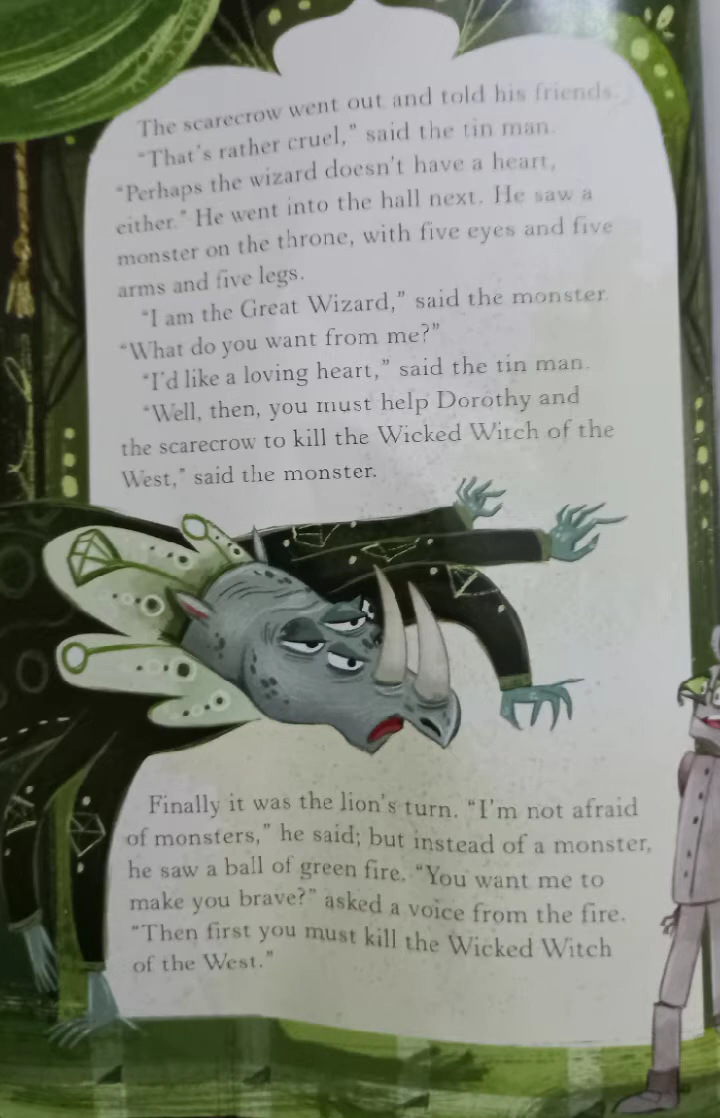 The scarecrow went out and told his friends.
"That's rather cruel," said the tin man.
"Perhaps the wizard doesn't have a heart,
either." He went into the hall next. He saw a
monster on the throne, with five eyes and five
arms and five legs.
"I am the Great Wizard," said the monster.
"What do you want from me?"
"I'd like a loving heart," said the tin man.
"Well, then, you must help Dorothy and
the scarecrow to kill the Wicked Witch of the
West," said the monster.
Finally it was the lion's turn. "I'm not afraid
of monsters," he said; but instead of a monster,
he saw a ball of green fire. "You want me to
make you brave?" asked a voice from the fire.
"Then first you must kill the Wicked Witch
of the West."